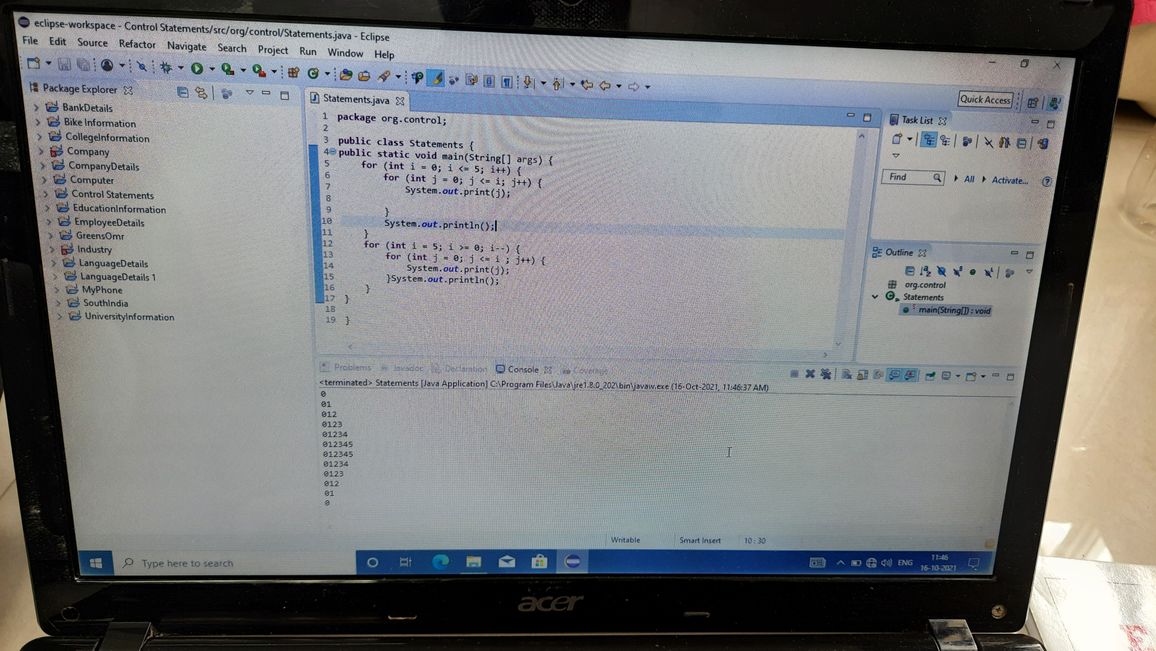 eclipse-workspace - Control Statements/src/org/control/Statements.java - Eclipse
File Edit Source Refactor Navigate Search Project Run Window Help
Quick Access
Package Explorer
BankDetails
Bike Information
CollegeInformation
Company
CompanyDetails
Computer
Control Statements
EducationInformation
EmployeeDetails
GreensOmr
Industry
LanguageDetails
LanguageDetails 1
MyPhone
SouthIndia
UniversityInformation
Statements.java
1 package org.control;
2
3 public class Statements {
4 public static void main(String[] args) {
5 for (int i = 0; i <= 5; i++) {
6 for (int j = 0; j <= i; j++) {
7 System.out.print(j);
8
9 }
10 System.out.println();
11 }
12 for (int i = 5; i >= 0; i--) {
13 for (int j = 0; j <= i ; j++) {
14 System.out.print(j);
15 }System.out.println();
16 }
17 }
18
19 }
Task List
Find All Activate...
Outline
org.control
Statements
main(String[]) : void
Problems Javadoc Declaration Console Coverage
<terminated> Statements [Java Application] C:\Program Files\Java\jre1.8.0_202\bin\javaw.exe (16-Oct-2021, 11:46:37 AM)
0
01
012
0123
01234
012345
012345
01234
0123
012
01
0
Writable Smart Insert 10 : 30
Type here to search
ENG
11:46
16-10-2021
acer